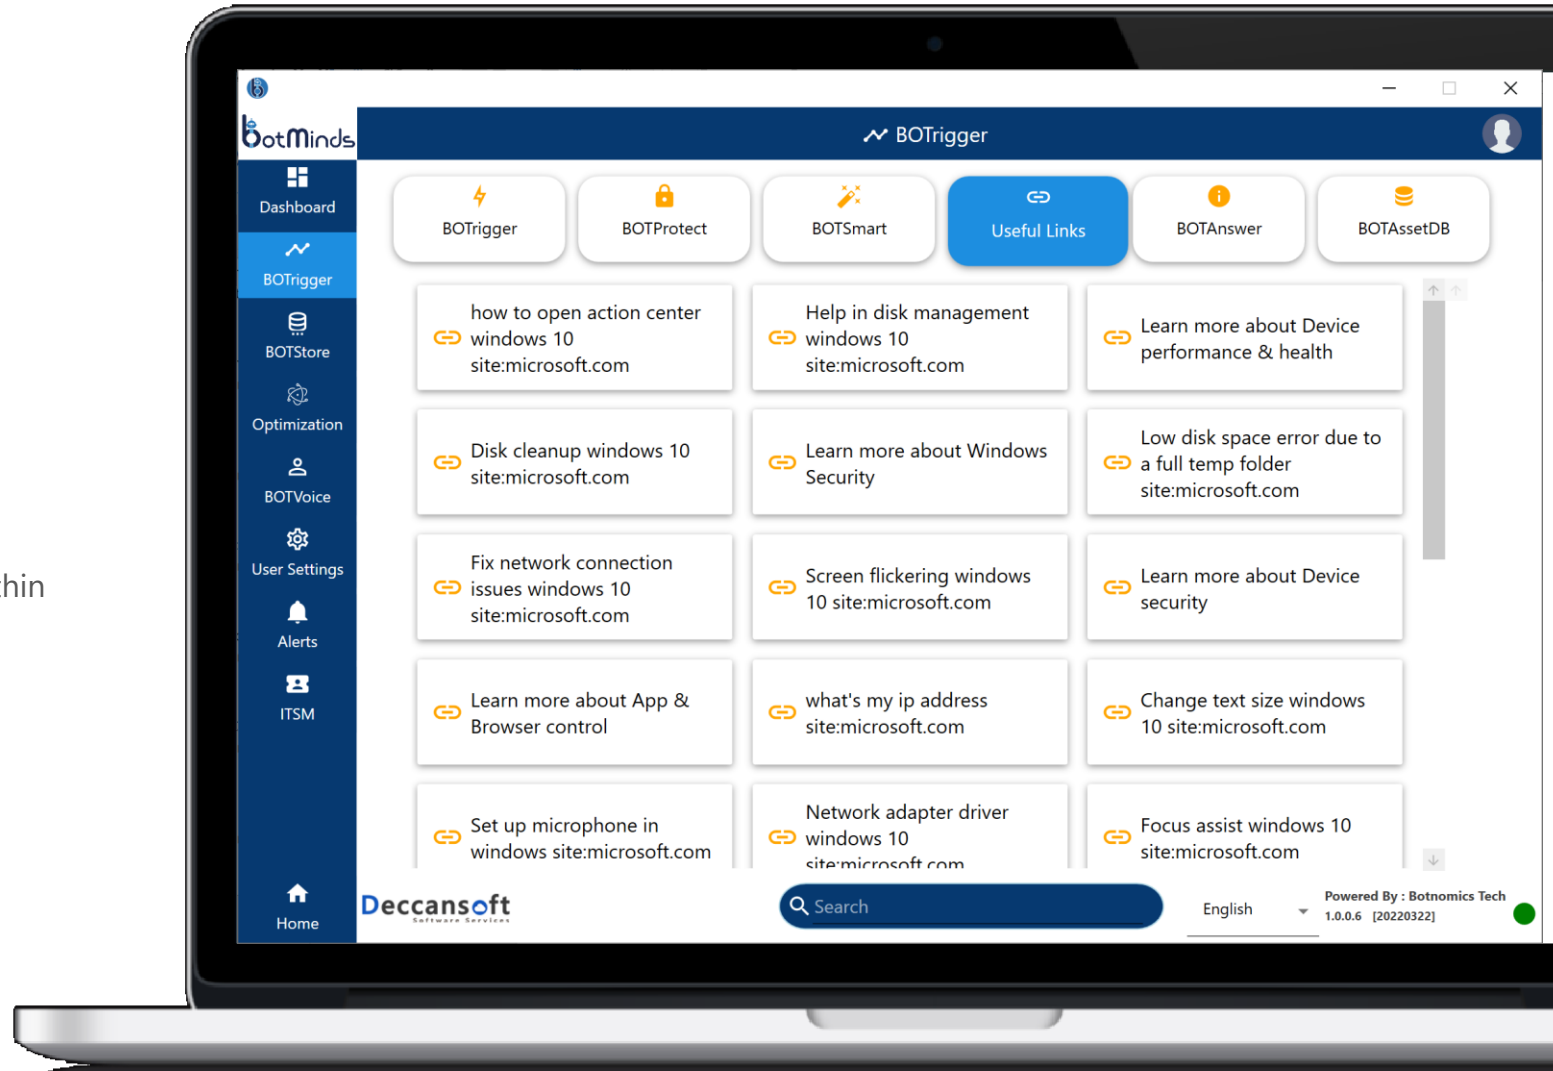 botMinds
BOTrigger
Dashboard
BOTrigger
BOTStore
Optimization
BOTVoice
User Settings
Alerts
ITSM
Home
BOTrigger
BOTProtect
BOTSmart
Useful Links
BOTAnswer
BOTAssetDB
how to open action center
windows 10
site:microsoft.com
Help in disk management
windows 10
site:microsoft.com
Learn more about Device
performance & health
Disk cleanup windows 10
site:microsoft.com
Learn more about Windows
Security
Low disk space error due to
a full temp folder
site:microsoft.com
Fix network connection
issues windows 10
site:microsoft.com
Screen flickering windows
10 site:microsoft.com
Learn more about Device
security
Learn more about App &
Browser control
what's my ip address
site:microsoft.com
Change text size windows
10 site:microsoft.com
Set up microphone in
windows site:microsoft.com
Network adapter driver
windows 10
site:microsoft.com
Focus assist windows 10
site:microsoft.com
Deccansoft
Software Services
Search
English
Powered By : Botnomics Tech
1.0.0.6 [20220322]